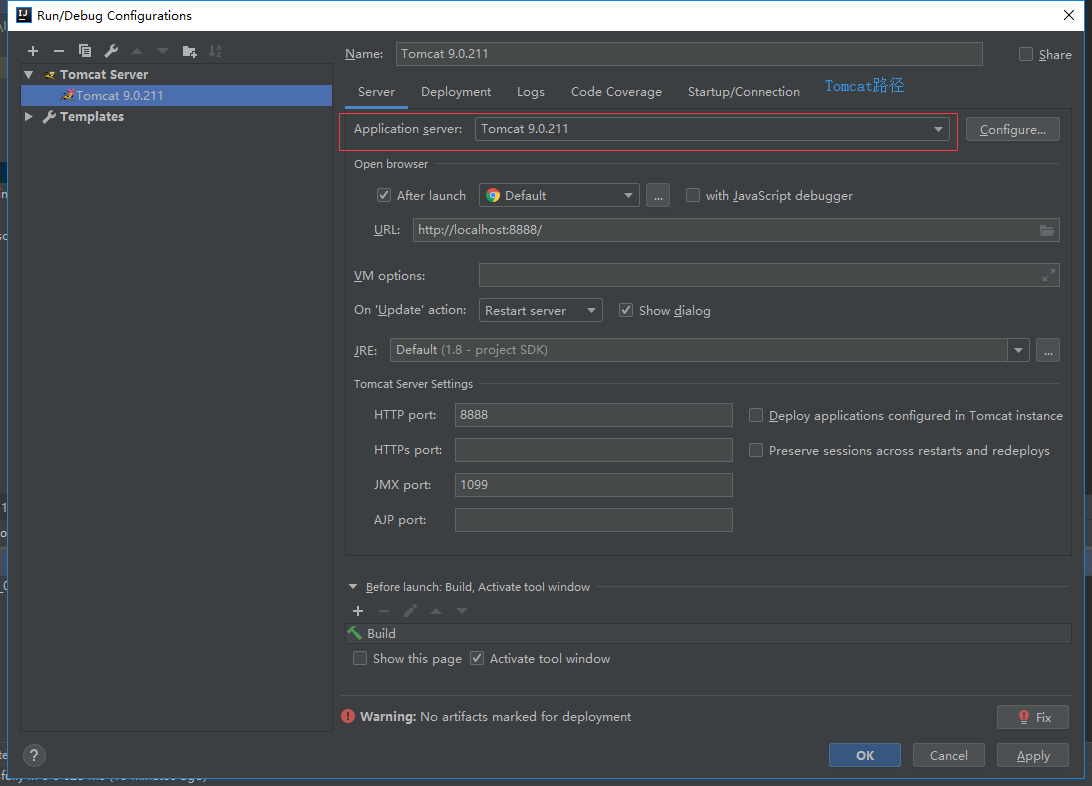 Run/Debug Configurations
Name: Tomcat 9.0.211 Share
Tomcat Server
Tomcat 9.0.211
Templates
Server Deployment Logs Code Coverage Startup/Connection Tomcat路径
Application server: Tomcat 9.0.211 Configure...
Open browser
After launch Default ... with JavaScript debugger
URL: http://localhost:8888/
VM options:
On 'Update' action: Restart server Show dialog
JRE: Default (1.8 - project SDK) ...
Tomcat Server Settings
HTTP port: 8888 Deploy applications configured in Tomcat instance
HTTPs port: Preserve sessions across restarts and redeploys
JMX port: 1099
AJP port:
Before launch: Build, Activate tool window
Build
Show this page Activate tool window
Warning: No artifacts marked for deployment Fix
? OK Cancel Apply